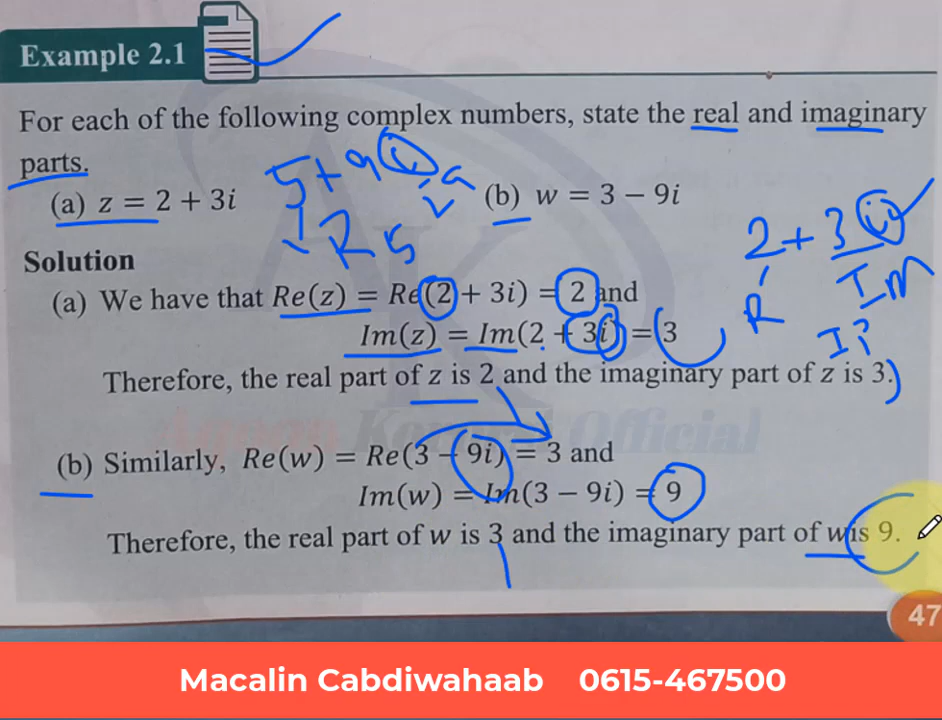 Example 2.1
For each of the following complex numbers, state the real and imaginary
parts.
(a) z = 2 + 3i
(b) w = 3 − 9i
5 + 9i
R 5
i 9
2 + 3i
R
Im
Solution
(a) We have that Re(z) = Re(2 + 3i) = 2 and
Im(z) = Im(2 + 3i) = 3
Therefore, the real part of z is 2 and the imaginary part of z is 3.
(b) Similarly, Re(w) = Re(3 − 9i) = 3 and
Im(w) = Im(3 − 9i) = 9
Therefore, the real part of w is 3 and the imaginary part of w is 9.
47
Macalin Cabdiwahaab 0615-467500